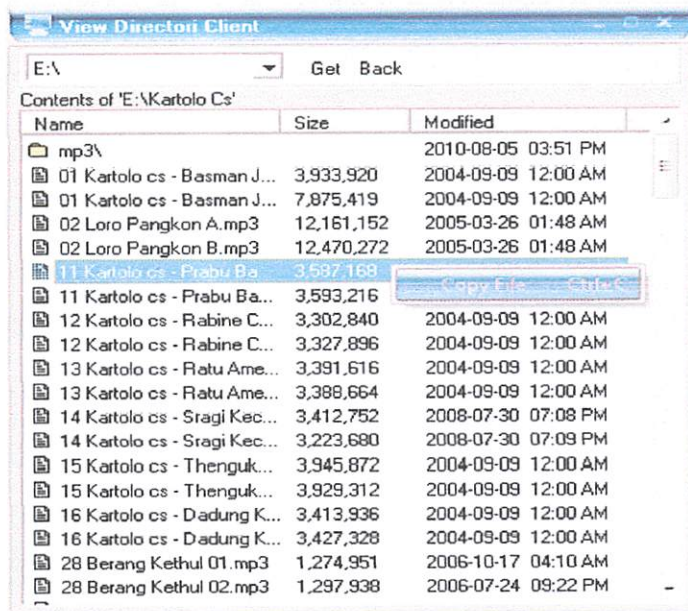 View Directori Client
E:\ Get Back
Contents of 'E:\Kartolo Cs'
Name Size Modified
mp3\ 2010-08-05 03:51 PM
01 Kartolo cs - Basman J... 3,933,920 2004-09-09 12:00 AM
01 Kartolo cs - Basman J... 7,875,419 2004-09-09 12:00 AM
02 Loro Pangkon A.mp3 12,161,152 2005-03-26 01:48 AM
02 Loro Pangkon B.mp3 12,470,272 2005-03-26 01:48 AM
11 Kartolo cs - Prabu Ba... 3,587,168
Copy File Ctrl+C
11 Kartolo cs - Prabu Ba... 3,593,216
12 Kartolo cs - Rabine C... 3,302,840 2004-09-09 12:00 AM
12 Kartolo cs - Rabine C... 3,327,896 2004-09-09 12:00 AM
13 Kartolo cs - Ratu Ame... 3,391,616 2004-09-09 12:00 AM
13 Kartolo cs - Ratu Ame... 3,388,664 2004-09-09 12:00 AM
14 Kartolo cs - Sragi Kec... 3,412,752 2008-07-30 07:08 PM
14 Kartolo cs - Sragi Kec... 3,223,680 2008-07-30 07:09 PM
15 Kartolo cs - Thenguk... 3,945,872 2004-09-09 12:00 AM
15 Kartolo cs - Thenguk... 3,929,312 2004-09-09 12:00 AM
16 Kartolo cs - Dadung K... 3,413,936 2004-09-09 12:00 AM
16 Kartolo cs - Dadung K... 3,427,328 2004-09-09 12:00 AM
28 Berang Kethul 01.mp3 1,274,951 2006-10-17 04:10 AM
28 Berang Kethul 02.mp3 1,297,938 2006-07-24 09:22 PM